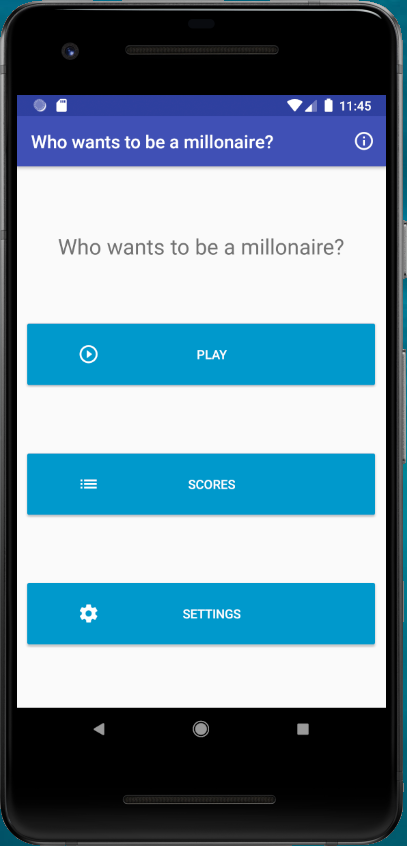 11:45
Who wants to be a millonaire?
Who wants to be a millonaire?
PLAY
SCORES
SETTINGS